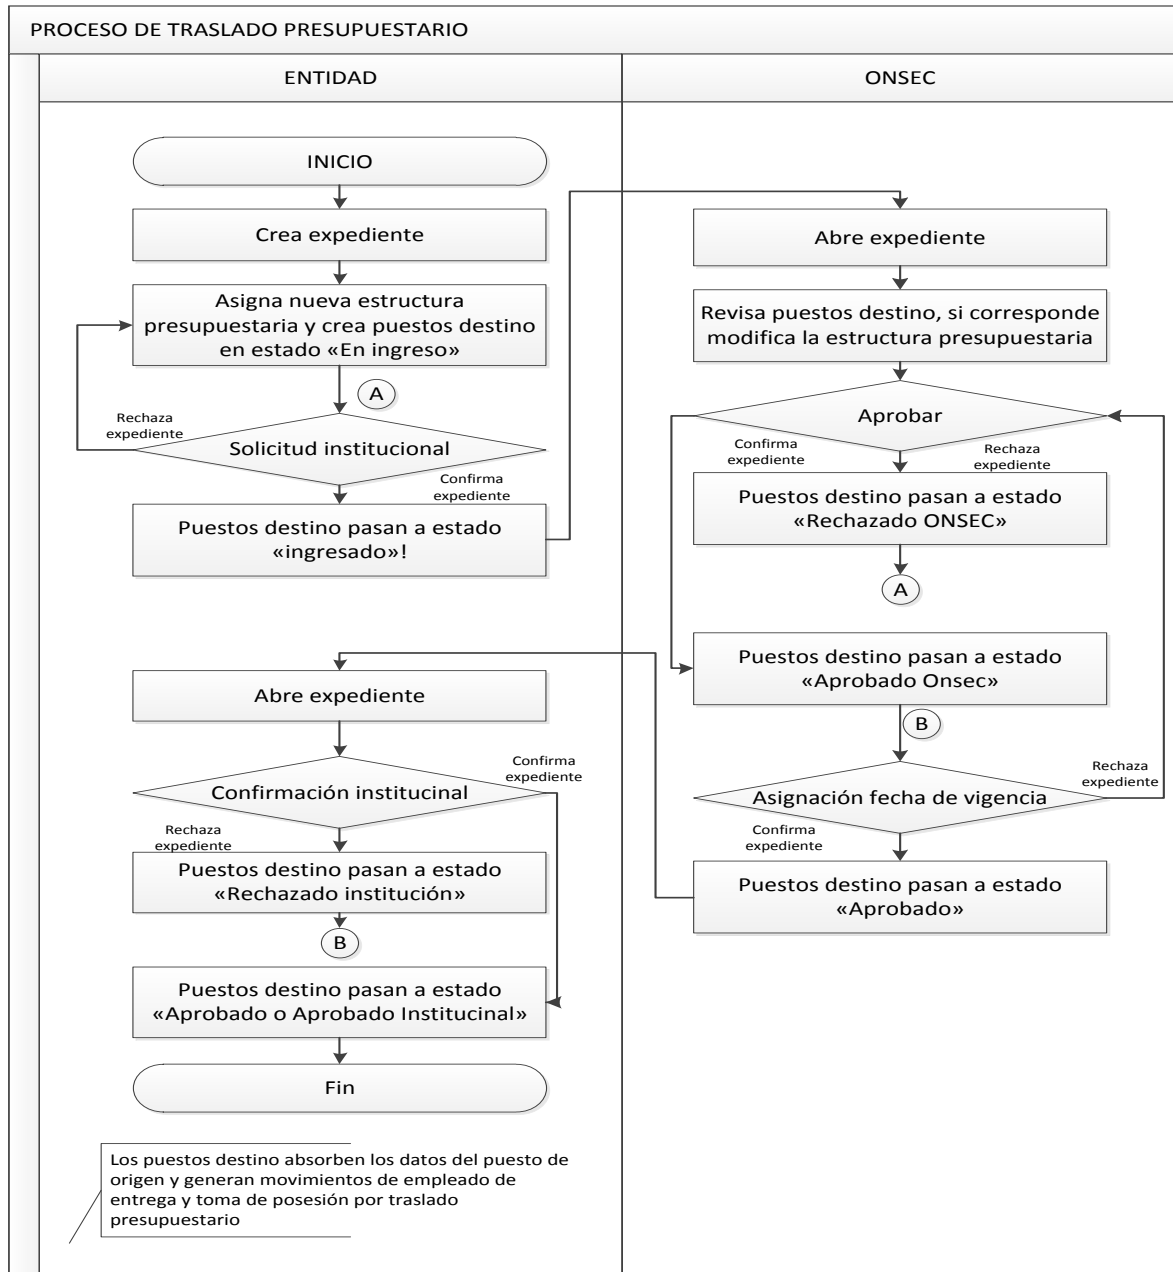 PROCESO DE TRASLADO PRESUPUESTARIO
ENTIDAD
ONSEC
INICIO
Crea expediente
Asigna nueva estructura
presupuestaria y crea puestos destino
en estado «En ingreso»
A
Rechaza
expediente
Solicitud institucional
Confirma
expediente
Puestos destino pasan a estado
«ingresado»!
Abre expediente
Revisa puestos destino, si corresponde
modifica la estructura presupuestaria
Aprobar
Confirma
expediente
Rechaza
expediente
Puestos destino pasan a estado
«Rechazado ONSEC»
A
Puestos destino pasan a estado
«Aprobado Onsec»
B
Rechaza
expediente
Asignación fecha de vigencia
Confirma
expediente
Puestos destino pasan a estado
«Aprobado»
Abre expediente
Confirma
expediente
Confirmación institucinal
Rechaza
expediente
Puestos destino pasan a estado
«Rechazado institución»
B
Puestos destino pasan a estado
«Aprobado o Aprobado Institucinal»
Fin
Los puestos destino absorben los datos del puesto de
origen y generan movimientos de empleado de
entrega y toma de posesión por traslado
presupuestario